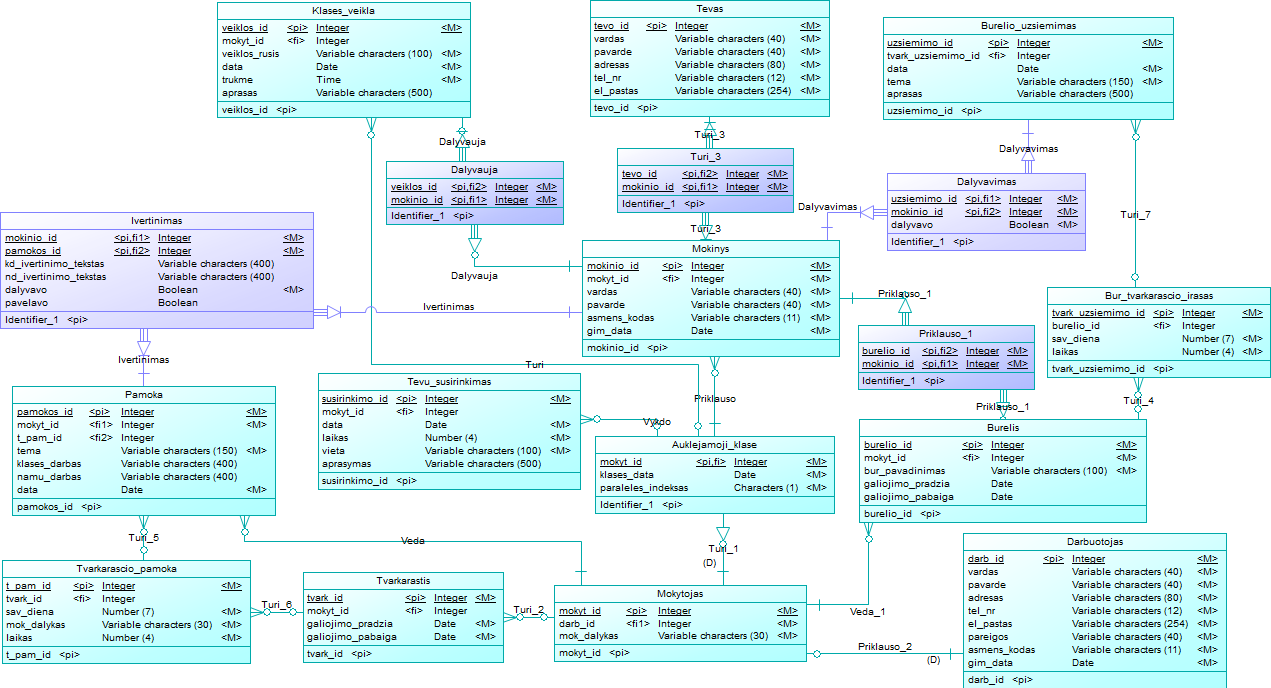 Klases_veikla
veiklos_id <pi> Integer <M>
mokyt_id <fi> Integer
veiklos_rusis Variable characters (100) <M>
data Date <M>
trukme Time <M>
aprasas Variable characters (500)
veiklos_id <pi>
Tevas
tevo_id <pi> Integer <M>
vardas Variable characters (40) <M>
pavarde Variable characters (40) <M>
adresas Variable characters (80) <M>
tel_nr Variable characters (12) <M>
el_pastas Variable characters (254) <M>
tevo_id <pi>
Burelio_uzsiemimas
uzsiemimo_id <pi> Integer <M>
tvark_uzsiemimo_id <fi> Integer
data Date <M>
tema Variable characters (150) <M>
aprasas Variable characters (500)
uzsiemimo_id <pi>
Dalyvauja
Turi_3
Dalyvavimas
Dalyvauja
veiklos_id <pi,fi2> Integer <M>
mokinio_id <pi,fi1> Integer <M>
Identifier_1 <pi>
Turi_3
tevo_id <pi,fi2> Integer <M>
mokinio_id <pi,fi1> Integer <M>
Identifier_1 <pi>
Dalyvavimas
uzsiemimo_id <pi,fi1> Integer <M>
mokinio_id <pi,fi2> Integer <M>
dalyvavo Boolean <M>
Identifier_1 <pi>
Dalyvavimas
Turi_7
Turi_3
Dalyvauja
Ivertinimas
mokinio_id <pi,fi1> Integer <M>
pamokos_id <pi,fi2> Integer <M>
kd_ivertinimo_tekstas Variable characters (400)
nd_ivertinimo_tekstas Variable characters (400)
dalyvavo Boolean <M>
pavelavo Boolean
Identifier_1 <pi>
Mokinys
mokinio_id <pi> Integer <M>
mokyt_id <fi> Integer
vardas Variable characters (40) <M>
pavarde Variable characters (40) <M>
asmens_kodas Variable characters (11) <M>
gim_data Date <M>
mokinio_id <pi>
Ivertinimas
Priklauso_1
Bur_tvarkarascio_irasas
tvark_uzsiemimo_id <pi> Integer <M>
burelio_id <fi> Integer
sav_diena Number (7) <M>
laikas Number (4) <M>
tvark_uzsiemimo_id <pi>
Priklauso_1
burelio_id <pi,fi2> Integer <M>
mokinio_id <pi,fi1> Integer <M>
Identifier_1 <pi>
Ivertinimas
Turi
Priklauso
Priklauso_1
Turi_4
Pamoka
pamokos_id <pi> Integer <M>
mokyt_id <fi1> Integer
t_pam_id <fi2> Integer
tema Variable characters (150) <M>
klases_darbas Variable characters (400)
namu_darbas Variable characters (400)
data Date <M>
pamokos_id <pi>
Tevu_susirinkimas
susirinkimo_id <pi> Integer <M>
mokyt_id <fi> Integer
data Date <M>
laikas Number (4) <M>
vieta Variable characters (100) <M>
aprasymas Variable characters (500)
susirinkimo_id <pi>
Vykdo
Auklejamoji_klase
mokyt_id <pi,fi> Integer <M>
klases_data Date <M>
paraleles_indeksas Characters (1) <M>
Identifier_1 <pi>
Burelis
burelio_id <pi> Integer <M>
mokyt_id <fi> Integer
bur_pavadinimas Variable characters (100) <M>
galiojimo_pradzia Date
galiojimo_pabaiga Date
burelio_id <pi>
Turi_5
Veda
Turi_1
(D)
Tvarkarascio_pamoka
t_pam_id <pi> Integer <M>
tvark_id <fi> Integer
sav_diena Number (7) <M>
mok_dalykas Variable characters (30) <M>
laikas Number (4) <M>
t_pam_id <pi>
Turi_6
Tvarkarastis
tvark_id <pi> Integer <M>
mokyt_id <fi> Integer
galiojimo_pradzia Date <M>
galiojimo_pabaiga Date <M>
tvark_id <pi>
Turi_2
Mokytojas
mokyt_id <pi> Integer <M>
darb_id <fi1> Integer <M>
mok_dalykas Variable characters (30) <M>
mokyt_id <pi>
Veda_1
Priklauso_2
(D)
Darbuotojas
darb_id <pi> Integer <M>
vardas Variable characters (40) <M>
pavarde Variable characters (40) <M>
adresas Variable characters (80) <M>
tel_nr Variable characters (12) <M>
el_pastas Variable characters (254) <M>
pareigos Variable characters (40) <M>
asmens_kodas Variable characters (11) <M>
gim_data Date <M>
darb_id <pi>